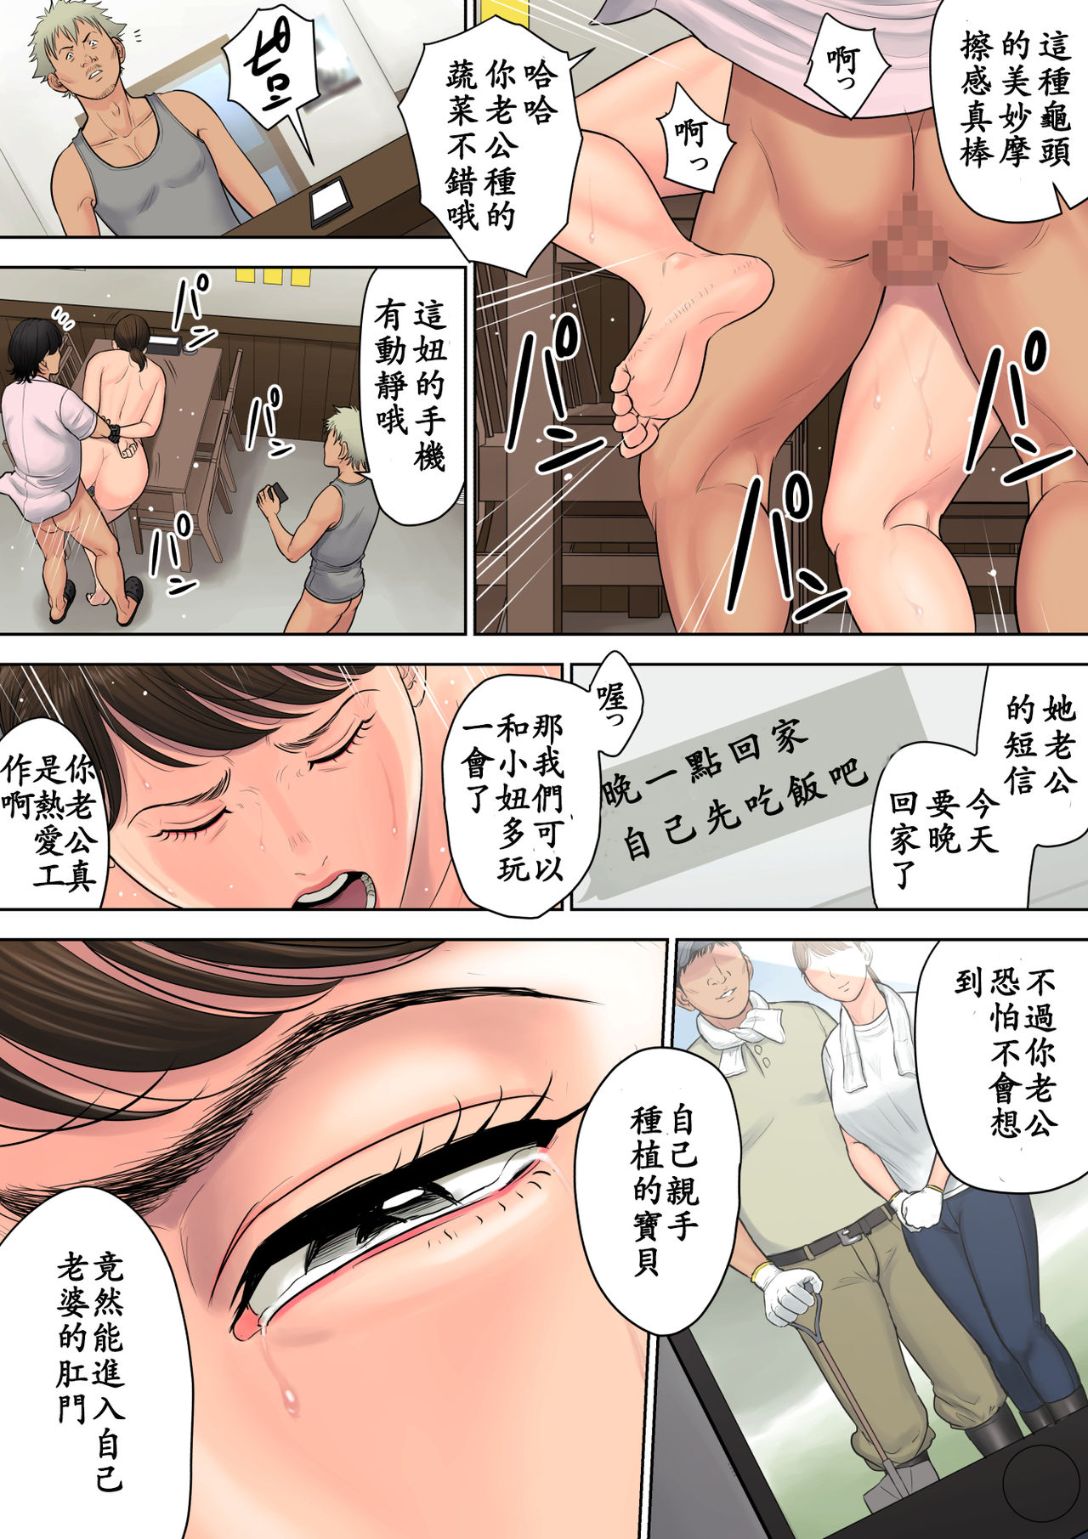 這種龜頭
的美妙摩
擦感真棒
啊っ
啊っ
哈哈
你老公種的
蔬菜不錯哦
ピロン
パン
パン
パン
這妞的手機
有動靜哦
パン
パン
パン
她老公
的短信
今天
要晚
回家了
晚一點回家
自己先吃飯吧
喔っ
那我們可以
和小妞多玩
一會了
你老公真
是熱愛工
作啊
不過你老公
恐怕不會想
到
自己親手
種植的寶貝
竟然能進入自己
老婆的肛門